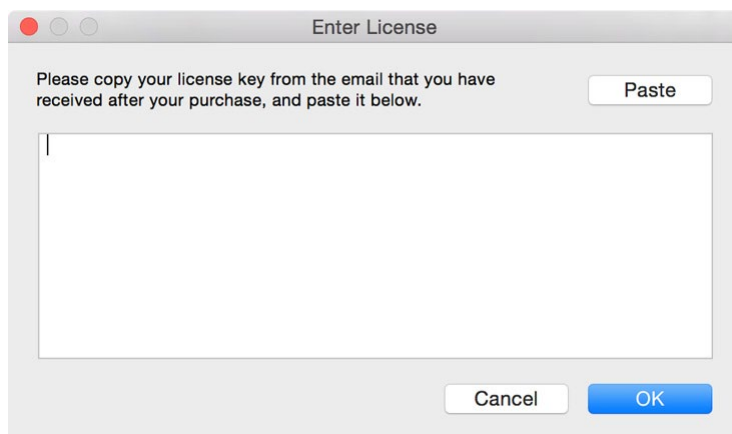 Enter License
Please copy your license key from the email that you have
received after your purchase, and paste it below.
Paste
Cancel
OK